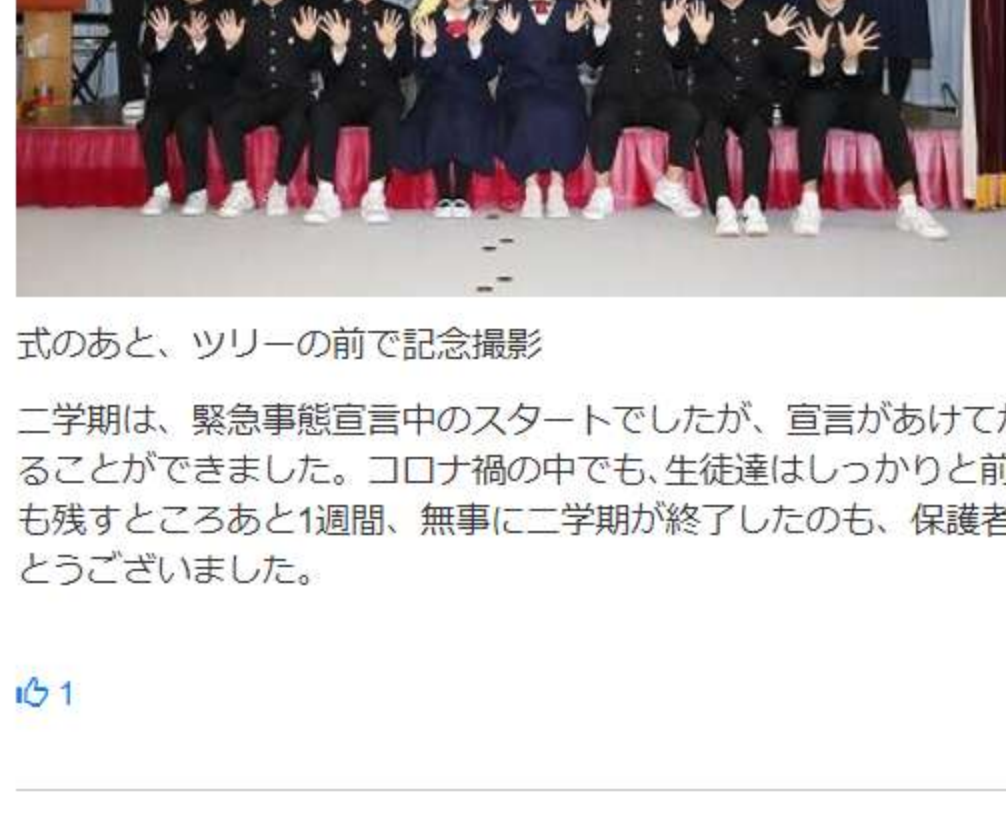 式のあと、ツリーの前で記念撮影
二学期は、緊急事態宣言中のスタートでしたが、宣言があけて
ることができました。コロナ禍の中でも、生徒達はしっかりと前
も残すところあと1週間、無事に二学期が終了したのも、保護者
とうございました。
1